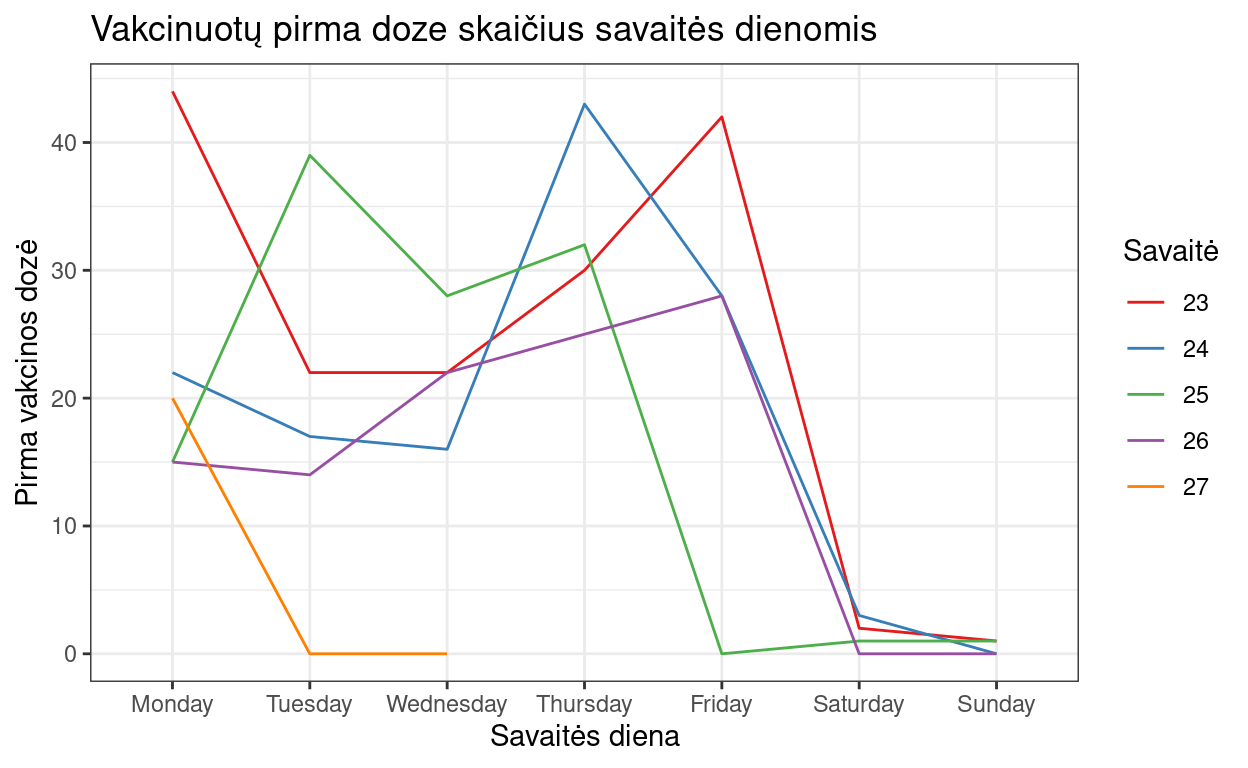 Vakcinuotų pirma doze skaičius savaitės dienomis
Pirma vakcinos dozė
40
30
20
10
0
Monday Tuesday Wednesday Thursday Friday Saturday Sunday
Savaitės diena
Savaitė
23
24
25
26
27